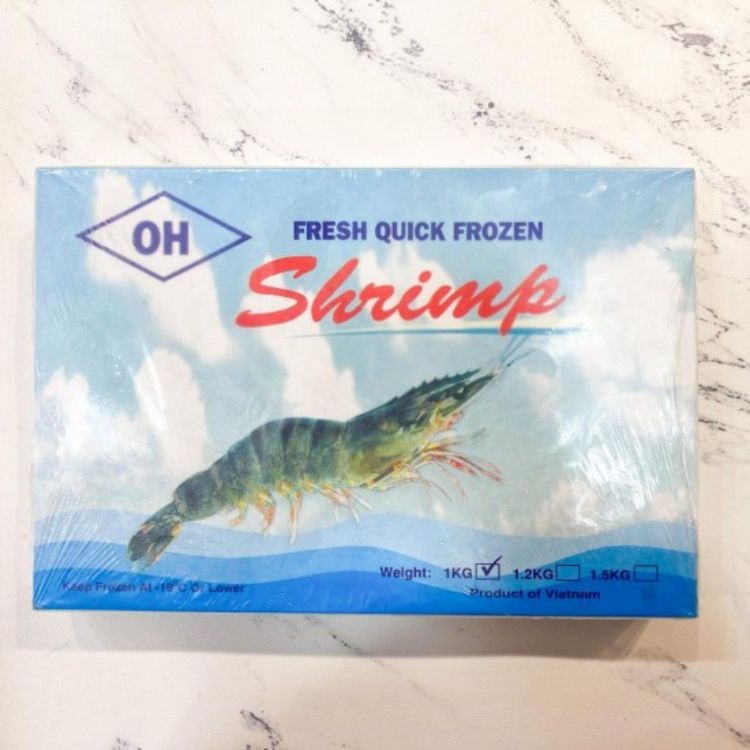 OH
FRESH QUICK FROZEN
Shrimp
Weight: 1KG 1.2KG 1.5KG
Keep Frozen At -18°C Or Lower
Product of Vietnam